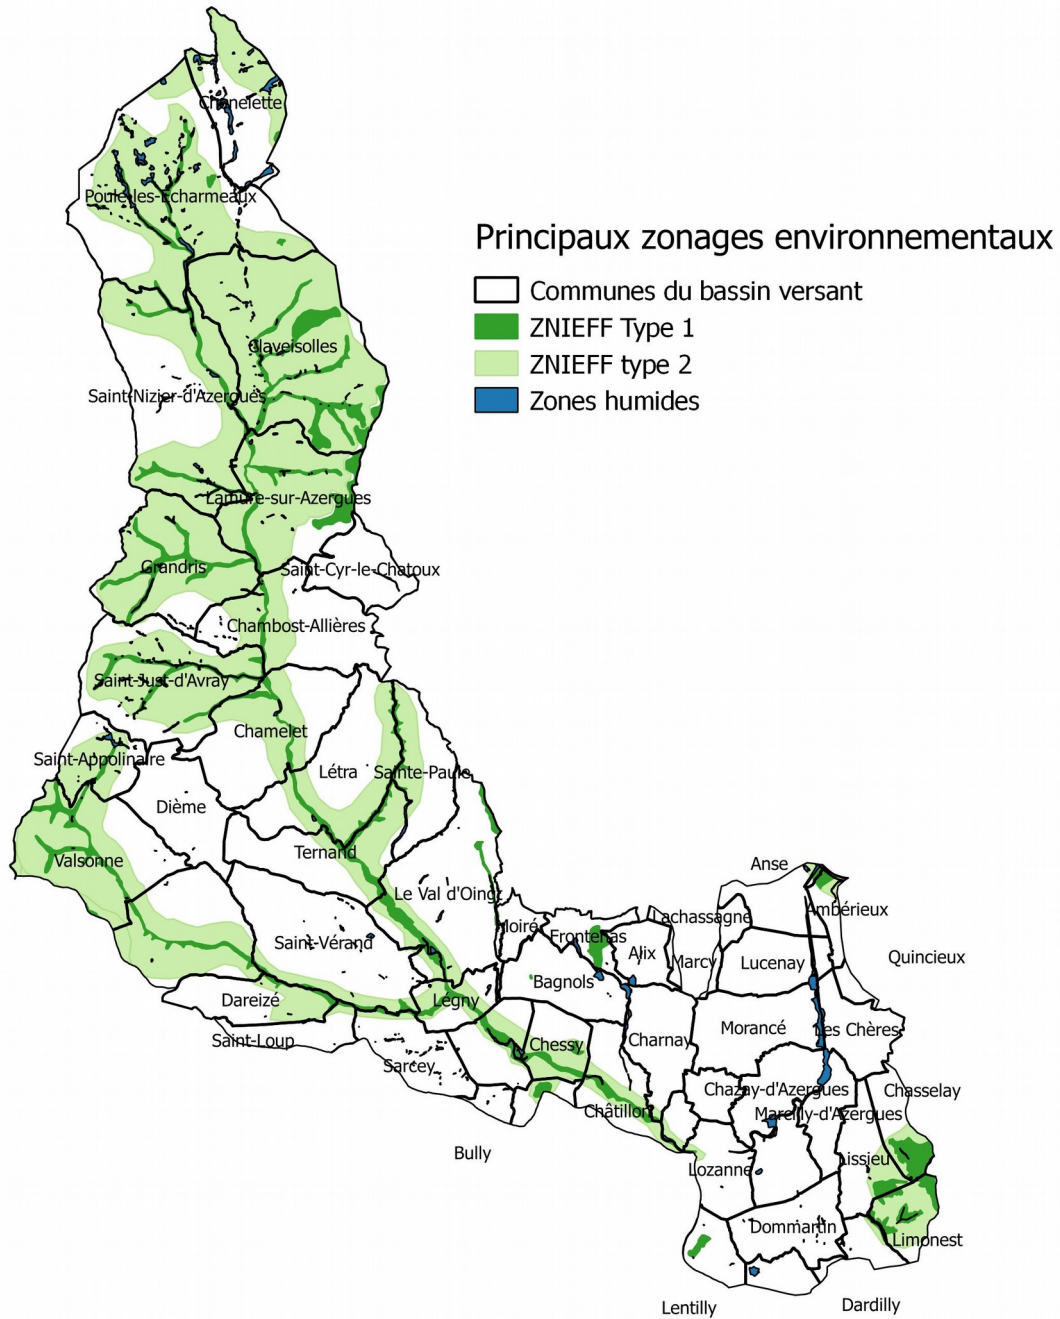 Chênelette
Poule-les-Écharmeaux
Principaux zonages environnementaux
Communes du bassin versant
ZNIEFF Type 1
ZNIEFF type 2
Zones humides
Claveisolles
Saint-Nizier-d'Azergues
Lamure-sur-Azergues
Grandris
Saint-Cyr-le-Chatoux
Chambost-Allières
Saint-Just-d'Avray
Chamelet
Saint-Appolinaire
Létra
Sainte-Paule
Dième
Ternand
Valsonne
Anse
Le Val d'Oingt
Ambérieux
Lachassagne
Moiré
Frontenas
Saint-Vérand
Alix
Marcy
Lucenay
Quincieux
Bagnols
Dareizé
Légny
Morancé
Les Chères
Saint-Loup
Chessy
Charnay
Sarcey
Chazay-d'Azergues
Chasselay
Châtillon
Marcilly-d'Azergues
Bully
Lissieu
Lozanne
Dommartin
Limonest
Lentilly
Dardilly